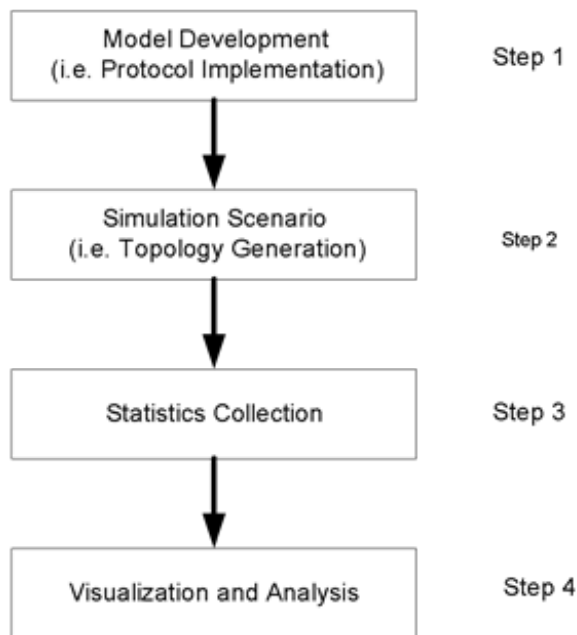 Model Development
(i.e. Protocol Implementation)
Step 1
Simulation Scenario
(i.e. Topology Generation)
Step 2
Statistics Collection
Step 3
Visualization and Analysis
Step 4